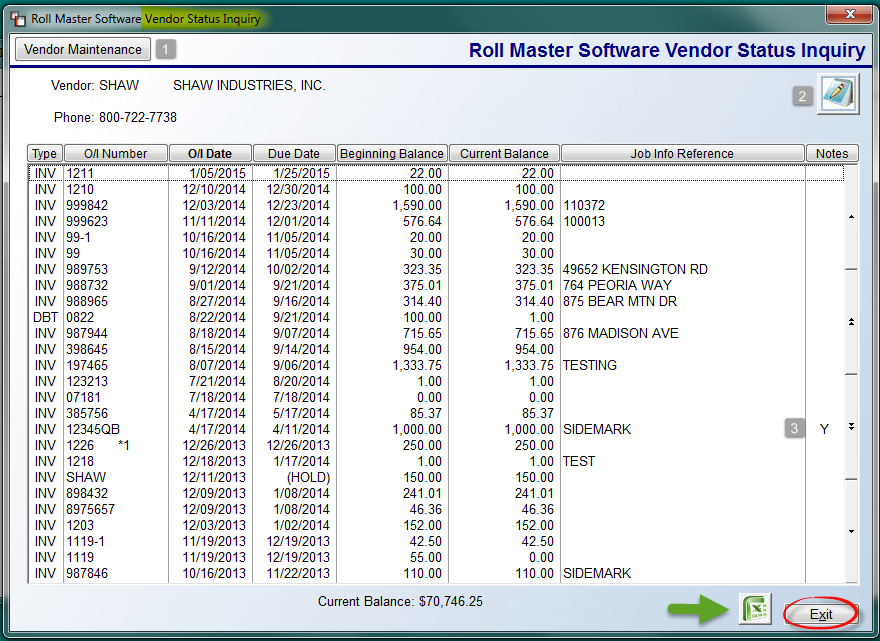 Roll Master Software Vendor Status Inquiry
Vendor Maintenance 1 Roll Master Software Vendor Status Inquiry
Vendor: SHAW SHAW INDUSTRIES, INC.
2
Phone: 800-722-7738
Type O/I Number O/I Date Due Date Beginning Balance Current Balance Job Info Reference Notes
INV 1211 1/05/2015 1/25/2015 22.00 22.00
INV 1210 12/10/2014 12/30/2014 100.00 100.00
INV 999842 12/03/2014 12/23/2014 1,590.00 1,590.00 110372
INV 999623 11/11/2014 12/01/2014 576.64 576.64 100013
INV 99-1 10/16/2014 11/05/2014 20.00 20.00
INV 99 10/16/2014 11/05/2014 30.00 30.00
INV 989753 9/12/2014 10/02/2014 323.35 323.35 49652 KENSINGTON RD
INV 988732 9/01/2014 9/21/2014 375.01 375.01 764 PEORIA WAY
INV 988965 8/27/2014 9/16/2014 314.40 314.40 875 BEAR MTN DR
DBT 0822 8/22/2014 9/21/2014 100.00 1.00
INV 987944 8/18/2014 9/07/2014 715.65 715.65 876 MADISON AVE
INV 398645 8/15/2014 9/14/2014 954.00 954.00
INV 197465 8/07/2014 9/06/2014 1,333.75 1,333.75 TESTING
INV 123213 7/21/2014 8/20/2014 1.00 1.00
INV 07181 7/18/2014 7/18/2014 0.00 0.00
INV 385756 4/17/2014 5/17/2014 85.37 85.37
INV 12345QB 4/17/2014 4/11/2014 1,000.00 1,000.00 SIDEMARK 3 Y
INV 1226 *1 12/26/2013 12/26/2013 250.00 250.00
INV 1218 12/18/2013 1/17/2014 1.00 1.00 TEST
INV SHAW 12/11/2013 (HOLD) 150.00 150.00
INV 898432 12/09/2013 1/08/2014 241.01 241.01
INV 8975657 12/09/2013 1/08/2014 46.36 46.36
INV 1203 12/03/2013 1/02/2014 152.00 152.00
INV 1119-1 11/19/2013 12/19/2013 42.50 42.50
INV 1119 11/19/2013 12/19/2013 55.00 0.00
INV 987846 10/16/2013 11/22/2013 110.00 110.00 SIDEMARK
Current Balance: $70,746.25
Exit